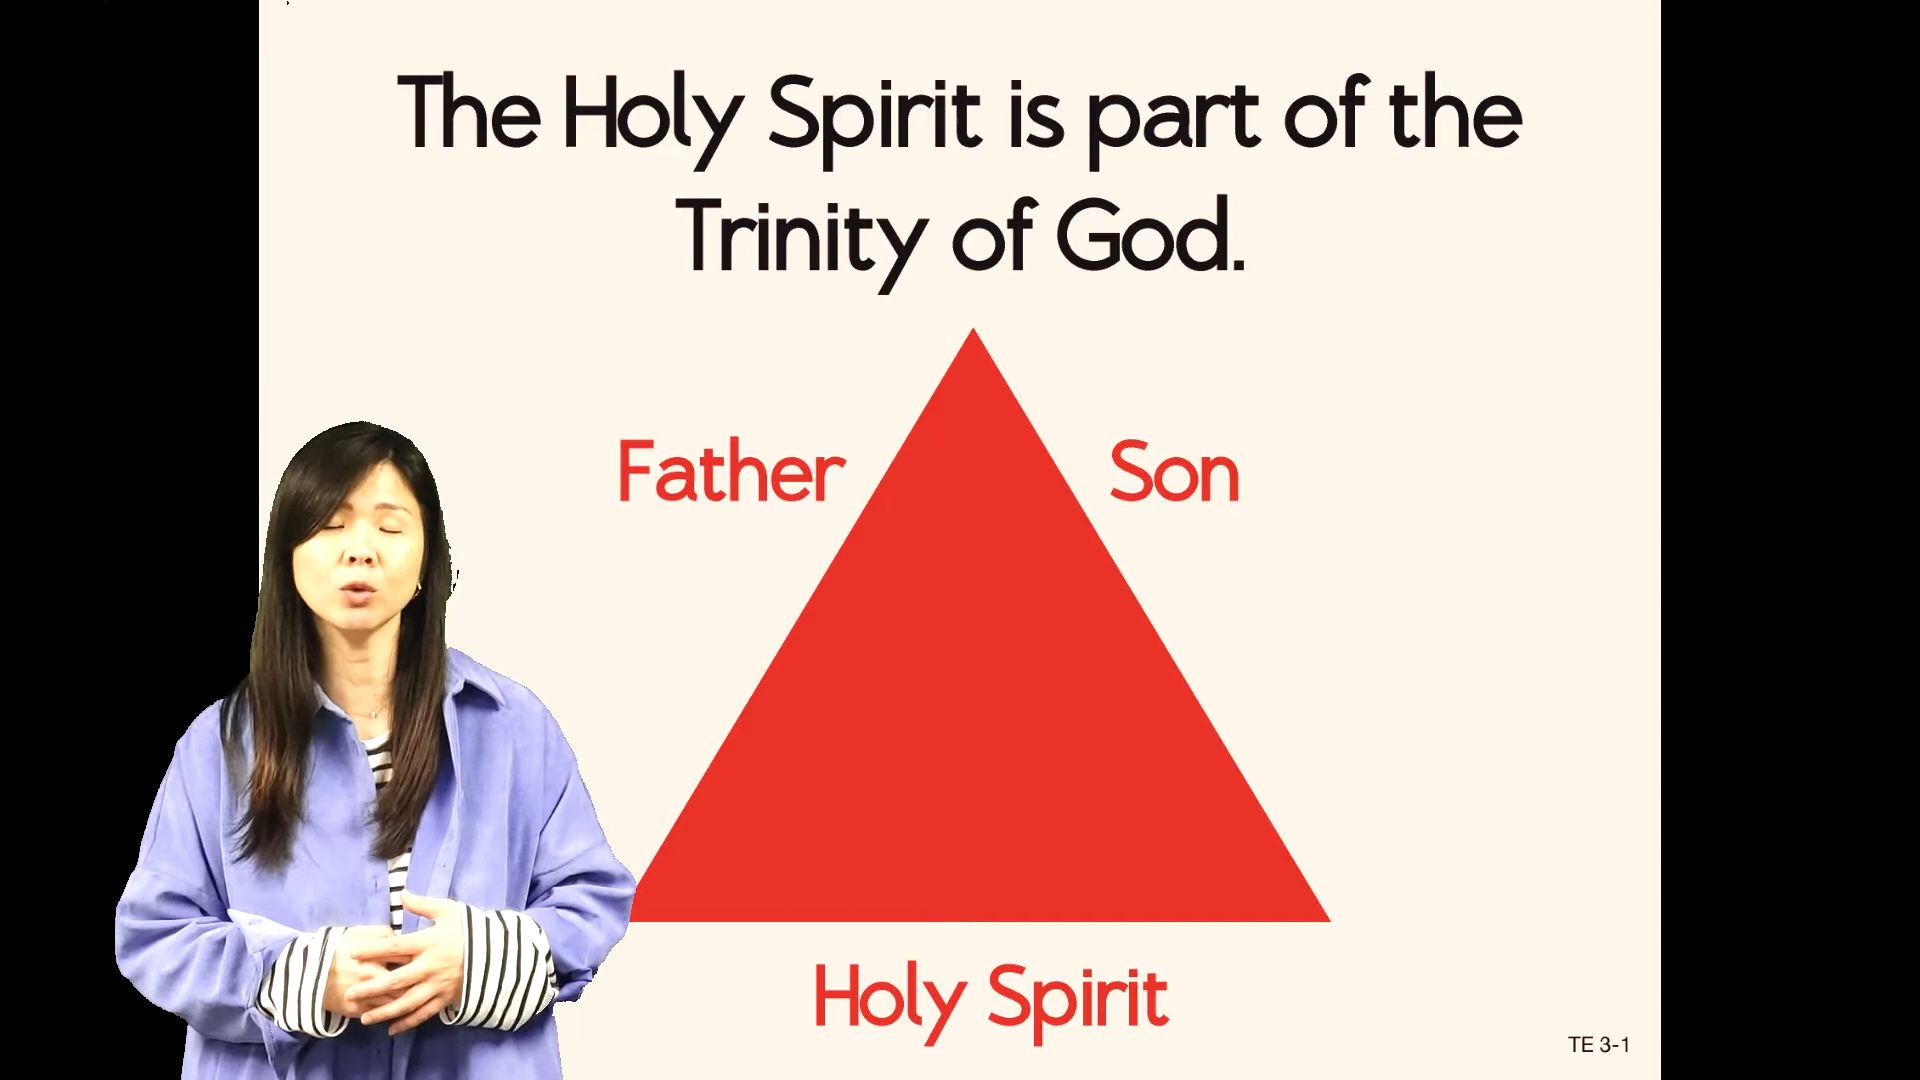 The Holy Spirit is part of the
Trinity of God.
Father
Son
Holy Spirit
TE 3-1